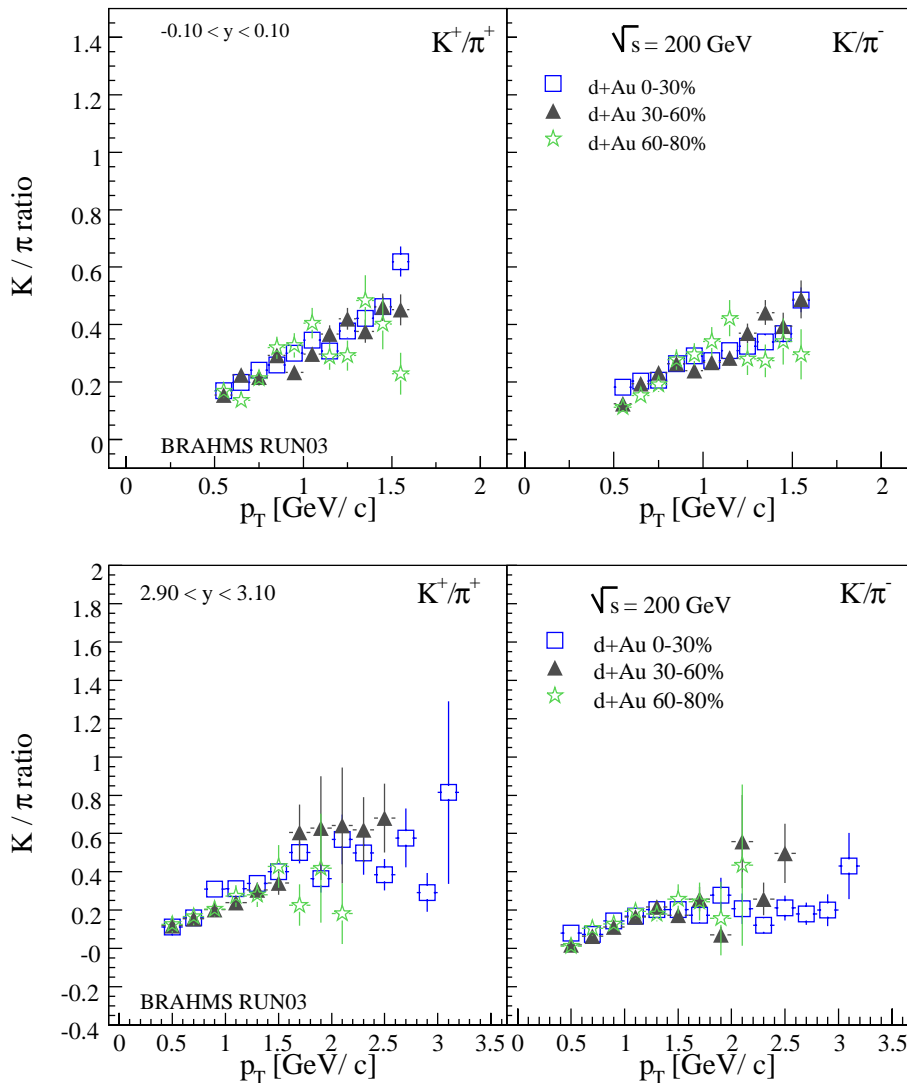 -0.10 < y < 0.10
K⁺/π⁺
√s = 200 GeV
K⁻/π⁻
d+Au 0-30%
d+Au 30-60%
d+Au 60-80%
1.4
1.2
1
0.8
0.6
0.4
0.2
0
K / π ratio
BRAHMS RUN03
0 0.5 1 1.5 2
0 0.5 1 1.5 2
p_T [GeV/ c]
p_T [GeV/ c]
2.90 < y < 3.10
K⁺/π⁺
√s = 200 GeV
K⁻/π⁻
d+Au 0-30%
d+Au 30-60%
d+Au 60-80%
2
1.8
1.6
1.4
1.2
1
0.8
0.6
0.4
0.2
-0
-0.2
-0.4
K / π ratio
BRAHMS RUN03
0 0.5 1 1.5 2 2.5 3 3.5
0 0.5 1 1.5 2 2.5 3 3.5
p_T [GeV/ c]
p_T [GeV/ c]